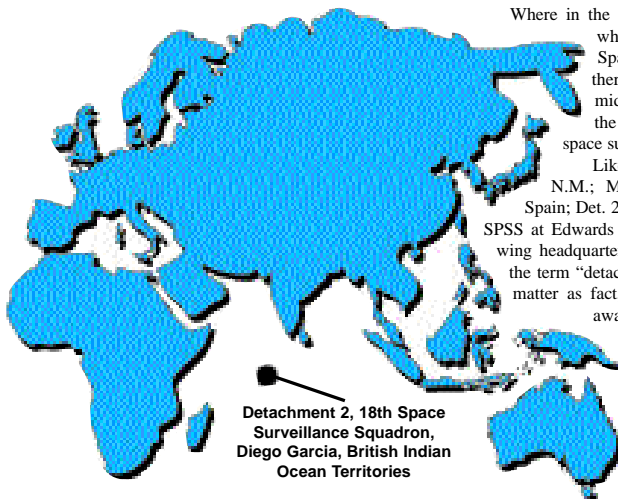 Where in the
wh
Spa
ther
mic
the
space su
Lik
N.M.; M
Spain; Det. 2
SPSS at Edwards
wing headquarte
the term “detac
matter as fact
awa
Detachment 2, 18th Space
Surveillance Squadron,
Diego Garcia, British Indian
Ocean Territories